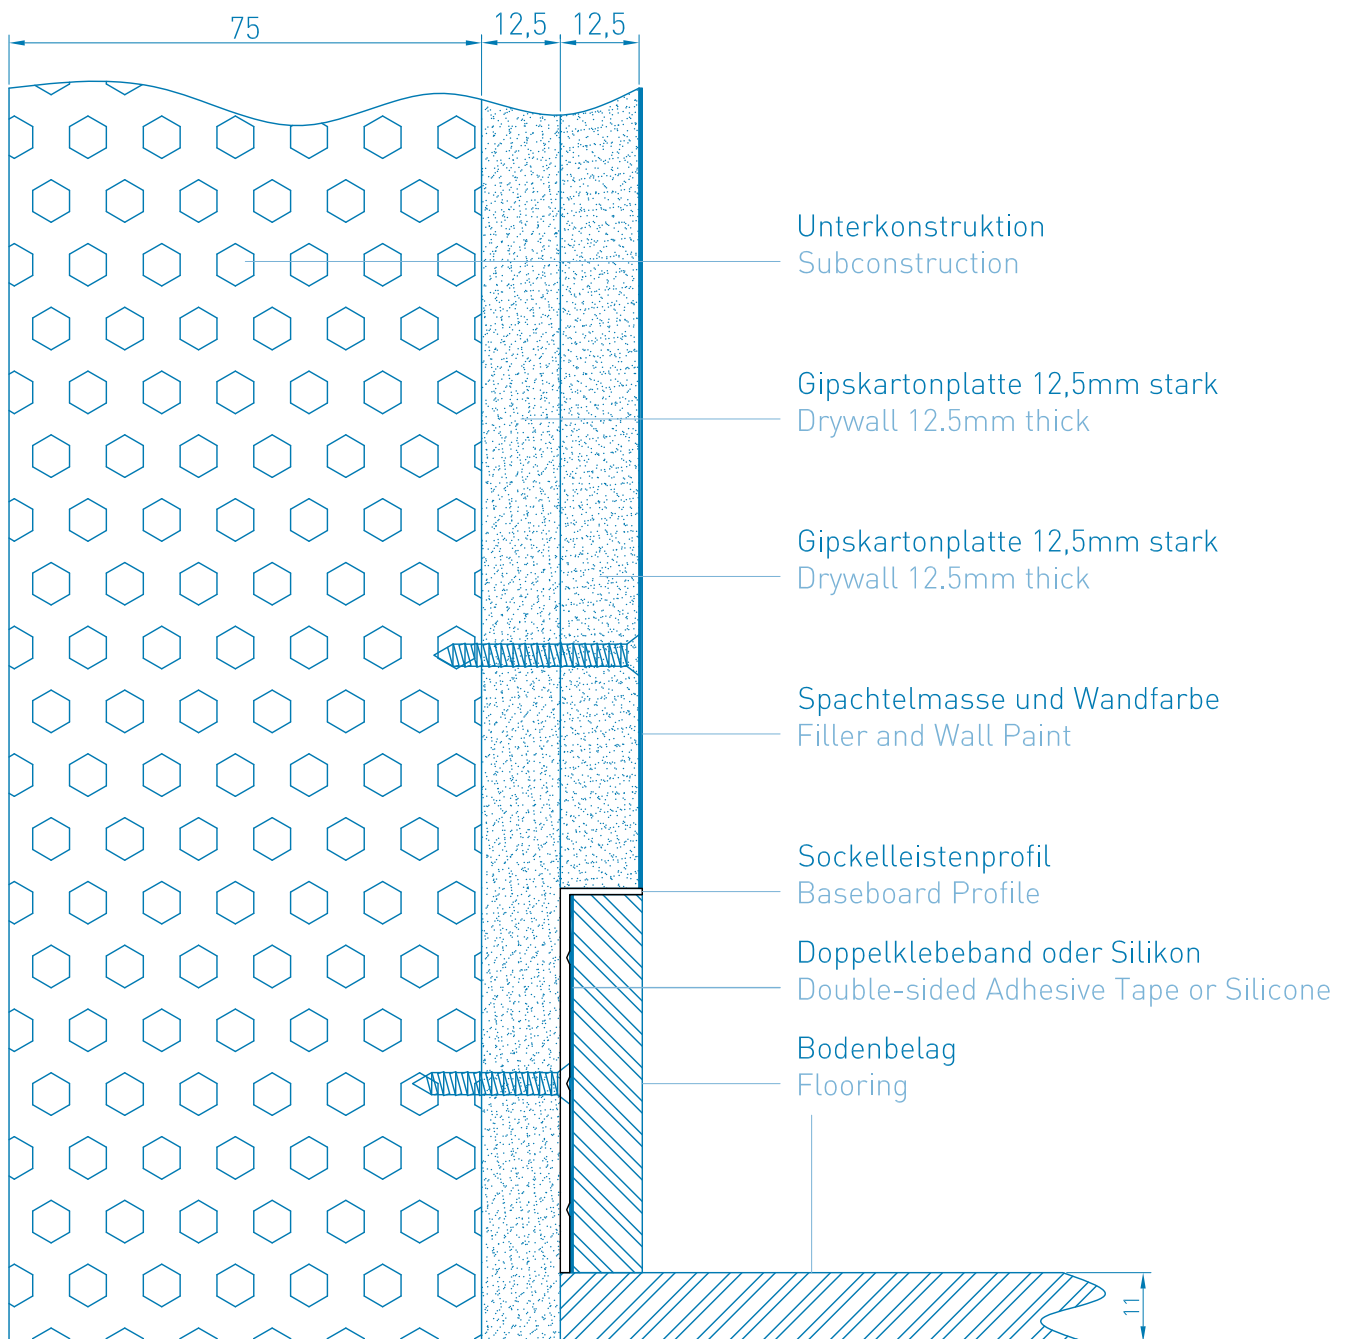 75
12,5
12,5
Unterkonstruktion
Subconstruction
Gipskartonplatte 12,5mm stark
Drywall 12.5mm thick
Gipskartonplatte 12,5mm stark
Drywall 12.5mm thick
Spachtelmasse und Wandfarbe
Filler and Wall Paint
Sockelleistenprofil
Baseboard Profile
Doppelklebeband oder Silikon
Double-sided Adhesive Tape or Silicone
Bodenbelag
Flooring
11